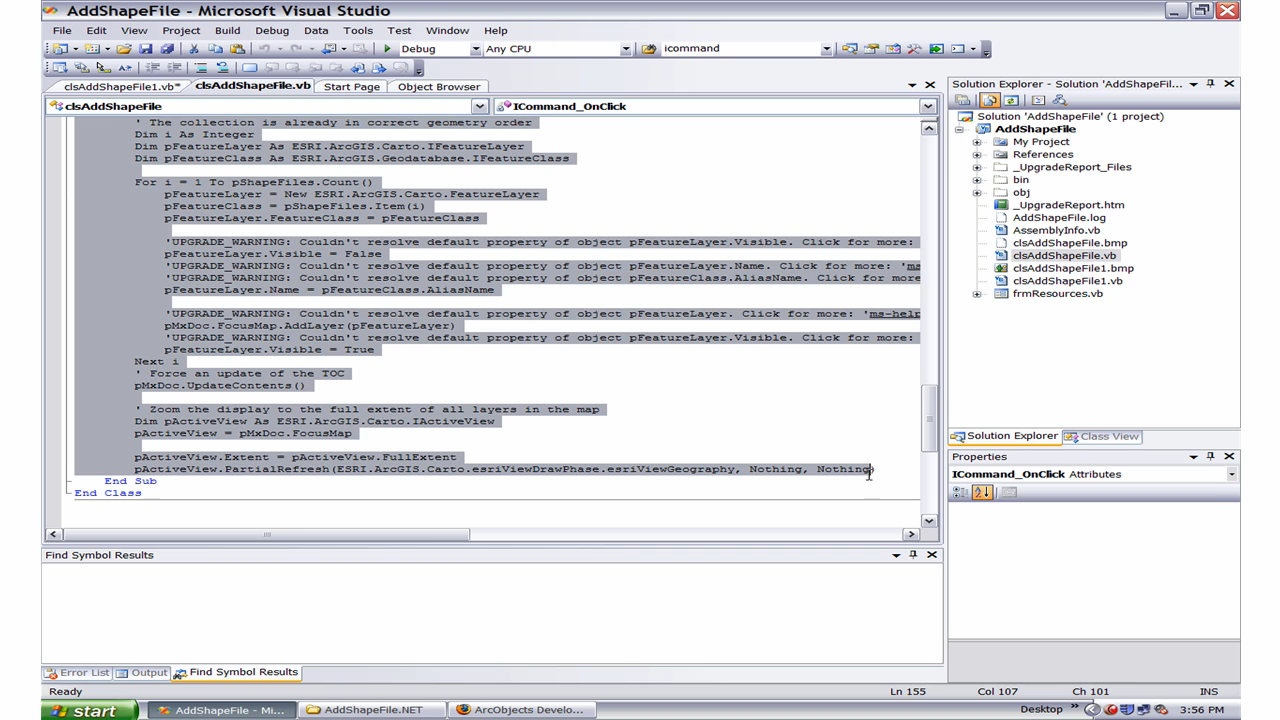 AddShapeFile - Microsoft Visual Studio
File Edit View Project Build Debug Data Tools Test Window Help
Debug Any CPU icommand
clsAddShapeFile1.vb* clsAddShapeFile.vb Start Page Object Browser
clsAddShapeFile ICommand_OnClick
' The collection is already in correct geometry order
Dim i As Integer
Dim pFeatureLayer As ESRI.ArcGIS.Carto.IFeatureLayer
Dim pFeatureClass As ESRI.ArcGIS.Geodatabase.IFeatureClass
For i = 1 To pShapeFiles.Count()
pFeatureLayer = New ESRI.ArcGIS.Carto.FeatureLayer
pFeatureClass = pShapeFiles.Item(i)
pFeatureLayer.FeatureClass = pFeatureClass
'UPGRADE_WARNING: Couldn't resolve default property of object pFeatureLayer.Visible. Click for more:
pFeatureLayer.Visible = False
'UPGRADE_WARNING: Couldn't resolve default property of object pFeatureLayer.Name. Click for more: 'ms
'UPGRADE_WARNING: Couldn't resolve default property of object pFeatureClass.AliasName. Click for more
pFeatureLayer.Name = pFeatureClass.AliasName
'UPGRADE_WARNING: Couldn't resolve default property of object pFeatureLayer. Click for more: 'ms-help
pMxDoc.FocusMap.AddLayer(pFeatureLayer)
'UPGRADE_WARNING: Couldn't resolve default property of object pFeatureLayer.Visible. Click for more:
pFeatureLayer.Visible = True
Next i
' Force an update of the TOC
pMxDoc.UpdateContents()
' Zoom the display to the full extent of all layers in the map
Dim pActiveView As ESRI.ArcGIS.Carto.IActiveView
pActiveView = pMxDoc.FocusMap
pActiveView.Extent = pActiveView.FullExtent
pActiveView.PartialRefresh(ESRI.ArcGIS.Carto.esriViewDrawPhase.esriViewGeography, Nothing, Nothing)
End Sub
End Class
Find Symbol Results
Error List Output Find Symbol Results
Solution Explorer - Solution 'AddShapeFil...
Solution 'AddShapeFile' (1 project)
AddShapeFile
My Project
References
_UpgradeReport_Files
bin
obj
_UpgradeReport.htm
AddShapeFile.log
AssemblyInfo.vb
clsAddShapeFile.bmp
clsAddShapeFile.vb
clsAddShapeFile1.bmp
clsAddShapeFile1.vb
frmResources.vb
Solution Explorer Class View
Properties
ICommand_OnClick Attributes
Ready Ln 155 Col 107 Ch 101 INS
start AddShapeFile - Mi... AddShapeFile.NET ArcObjects Develo... Desktop 3:56 PM